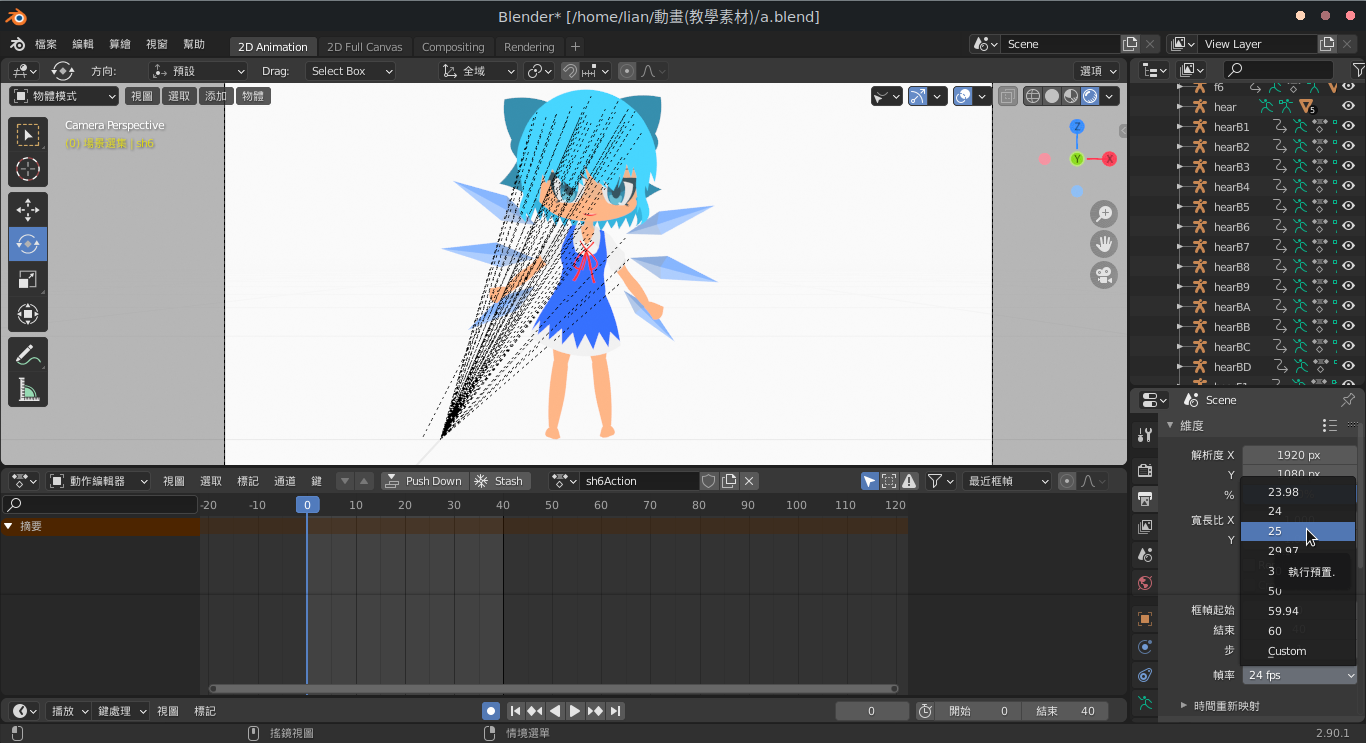 Blender* [/home/lian/動畫(教學素材)/a.blend]
檔案 編輯 算繪 視窗 幫助 2D Animation 2D Full Canvas Compositing Rendering + Scene View Layer
方向: 預設 Drag: Select Box 全域 選項
物體模式 視圖 選取 添加 物體
Camera Perspective
(0) 場景選集 | sh6
Z
Y
X
f6
hear 5
hearB1
hearB2
hearB3
hearB4
hearB5
hearB6
hearB7
hearB8
hearB9
hearBA
hearBB
hearBC
hearBD
Scene
維度
解析度 X 1920 px
Y 1080 px
%
寬長比 X
Y
23.98
24
25
29.97
3
執行預置.
50
59.94
60
Custom
框幀起始
結束
步
幀率 24 fps
時間重新映射
動作編輯器 視圖 選取 標記 通道 鍵 Push Down Stash sh6Action 最近框幀
-20 -10 0 10 20 30 40 50 60 70 80 90 100 110 120
摘要
播放 鍵處理 視圖 標記 0 開始 0 結束 40
搖鏡視圖 情境選單 2.90.1